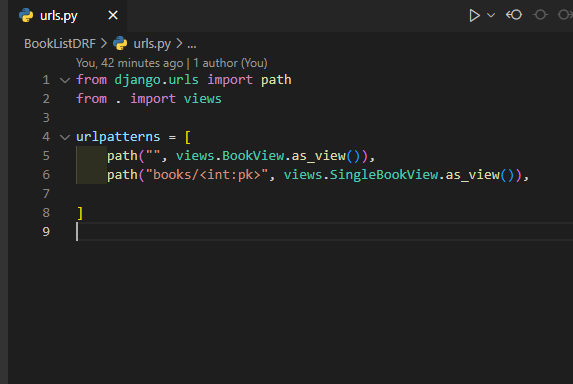 urls.py
BookListDRF > urls.py > ...
You, 42 minutes ago | 1 author (You)
1 from django.urls import path
2 from . import views
3
4 urlpatterns = [
5     path("", views.BookView.as_view()),
6     path("books/<int:pk>", views.SingleBookView.as_view()),
7
8 ]
9